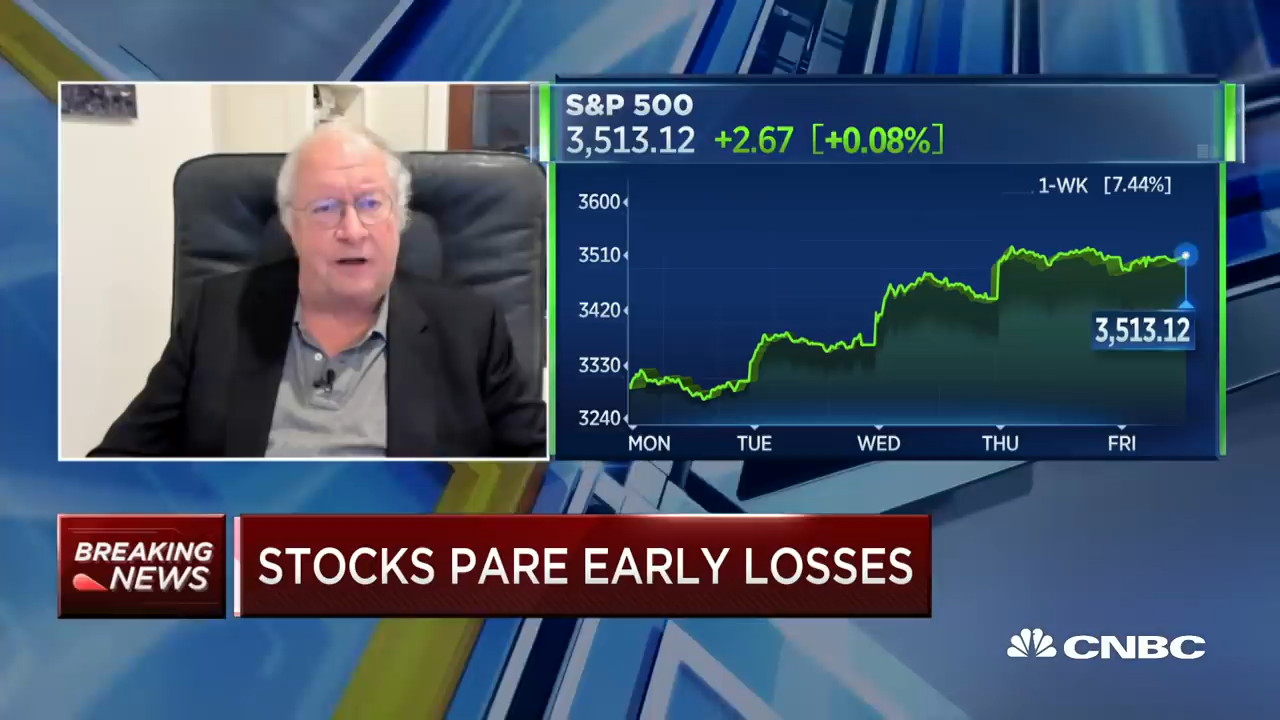 S&P 500
3,513.12 +2.67 [+0.08%]
1-WK [7.44%]
3600
3510
3420
3330
3240
3,513.12
MON TUE WED THU FRI
BREAKING NEWS
STOCKS PARE EARLY LOSSES
CNBC